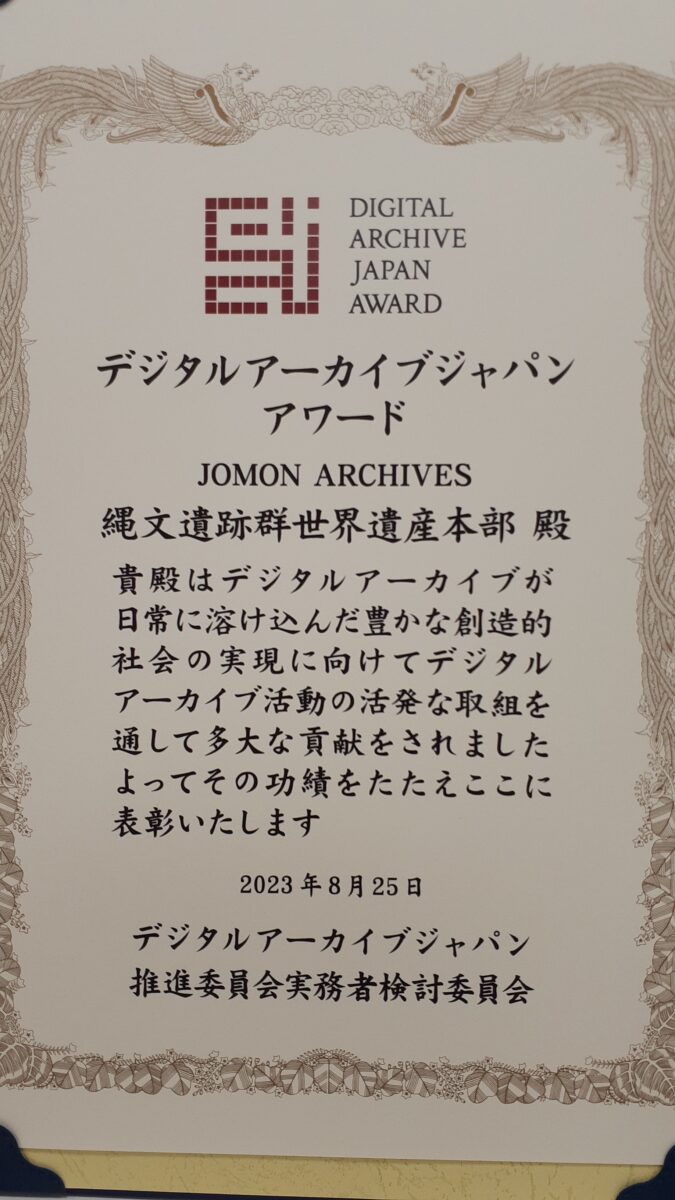 DIGITAL
ARCHIVE
JAPAN
AWARD
デジタルアーカイブジャパン
アワード
JOMON ARCHIVES
縄文遺跡群世界遺産本部 殿
貴殿はデジタルアーカイブが
日常に溶け込んだ豊かな創造的
社会の実現に向けてデジタル
アーカイブ活動の活発な取組を
通して多大な貢献をされました
よってその功績をたたえここに
表彰いたします
2023年8月25日
デジタルアーカイブジャパン
推進委員会実務者検討委員会